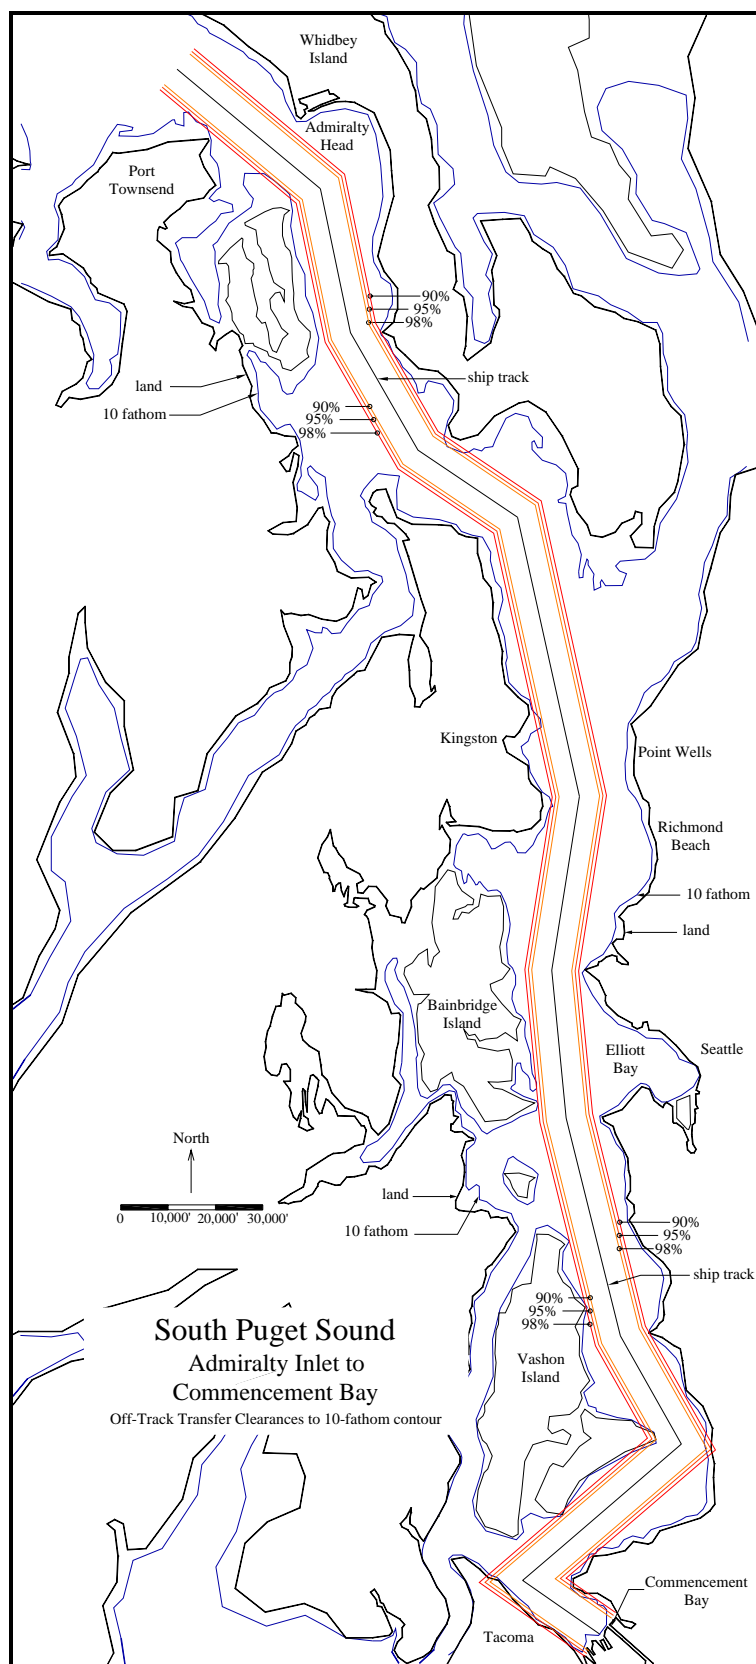 Whidbey
Island
Admiralty
Head
Port
Townsend
90%
95%
98%
ship track
land
10 fathom
90%
95%
98%
Kingston
Point Wells
Richmond
Beach
10 fathom
land
Bainbridge
Island
Elliott
Bay
Seattle
North
0 10,000' 20,000' 30,000'
land
10 fathom
90%
95%
98%
ship track
90%
95%
98%
South Puget Sound
Admiralty Inlet to
Commencement Bay
Off-Track Transfer Clearances to 10-fathom contour
Vashon
Island
Commencement
Bay
Tacoma